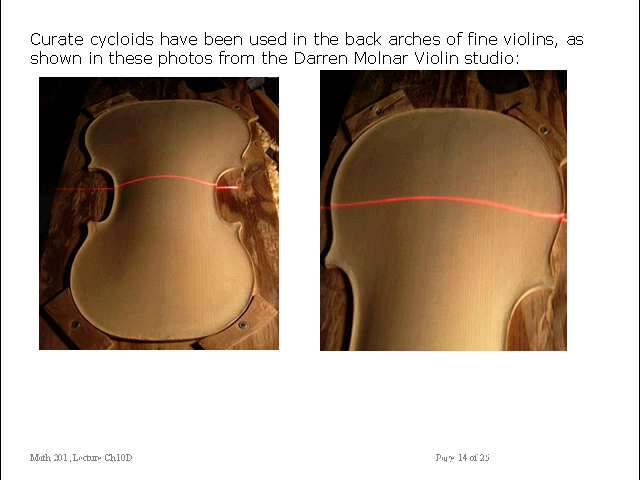 Curate cycloids have been used in the back arches of fine violins, as
shown in these photos from the Darren Molnar Violin studio:
Math 201, Lecture Ch10D
Page 14 of 25